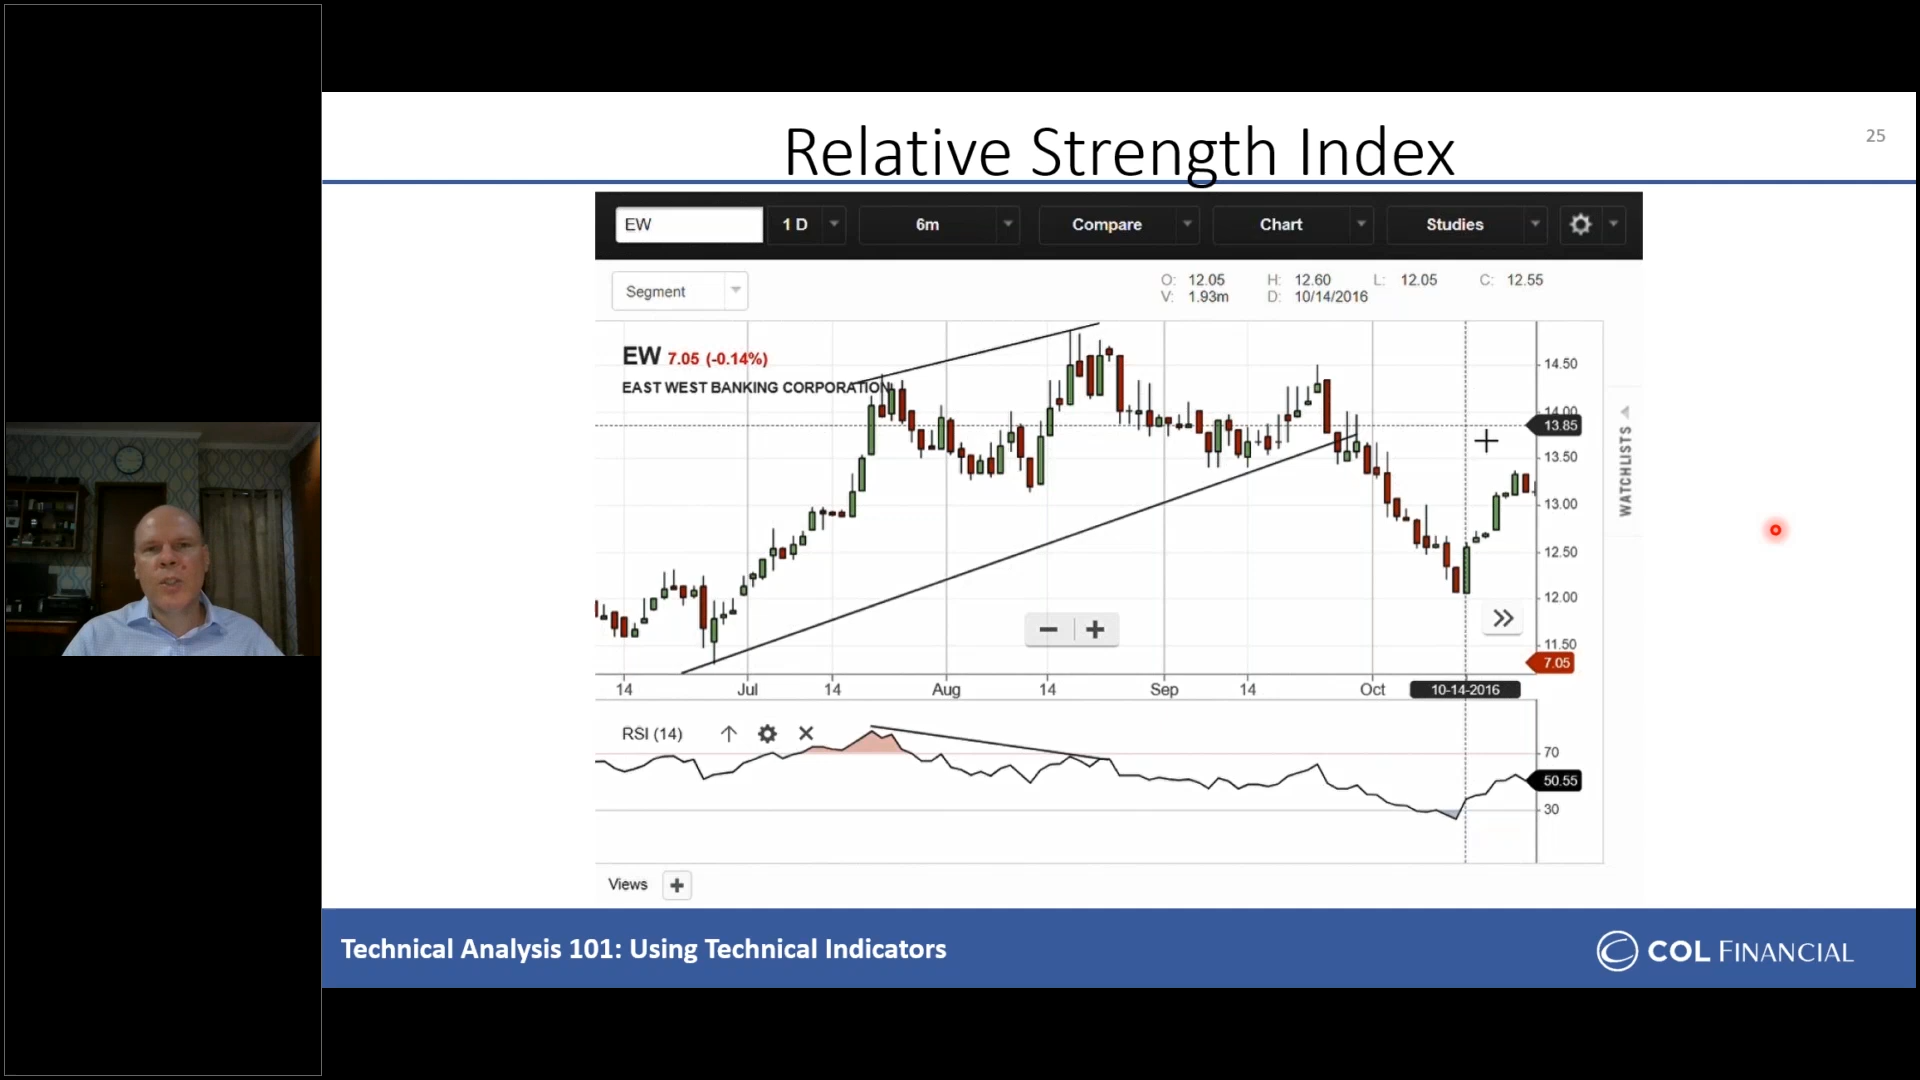 Relative Strength Index
25
EW
1 D
6m
Compare
Chart
Studies
Segment
O: 12.05 H: 12.60 L: 12.05 C: 12.55
V: 1.93m D: 10/14/2016
EW 7.05 (-0.14%)
EAST WEST BANKING CORPORATION
14.50
14.00
13.85
13.50
13.00
12.50
12.00
11.50
7.05
WATCHLISTS
14 Jul 14 Aug 14 Sep 14 Oct 10-14-2016
RSI (14)
70
50.55
30
Views
Technical Analysis 101: Using Technical Indicators
COL FINANCIAL